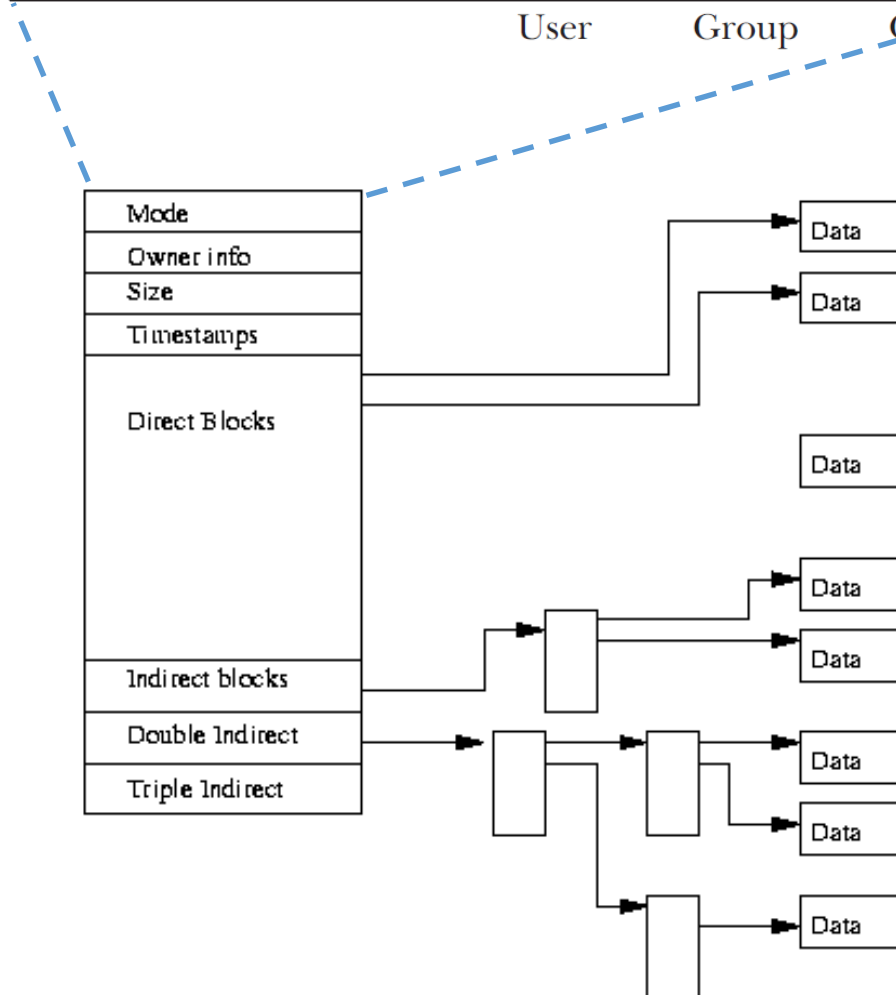 User Group
Mode
Owner info
Size
Timestamps
Direct Blocks
Indirect blocks
Double Indirect
Triple Indirect
Data
Data
Data
Data
Data
Data
Data
Data